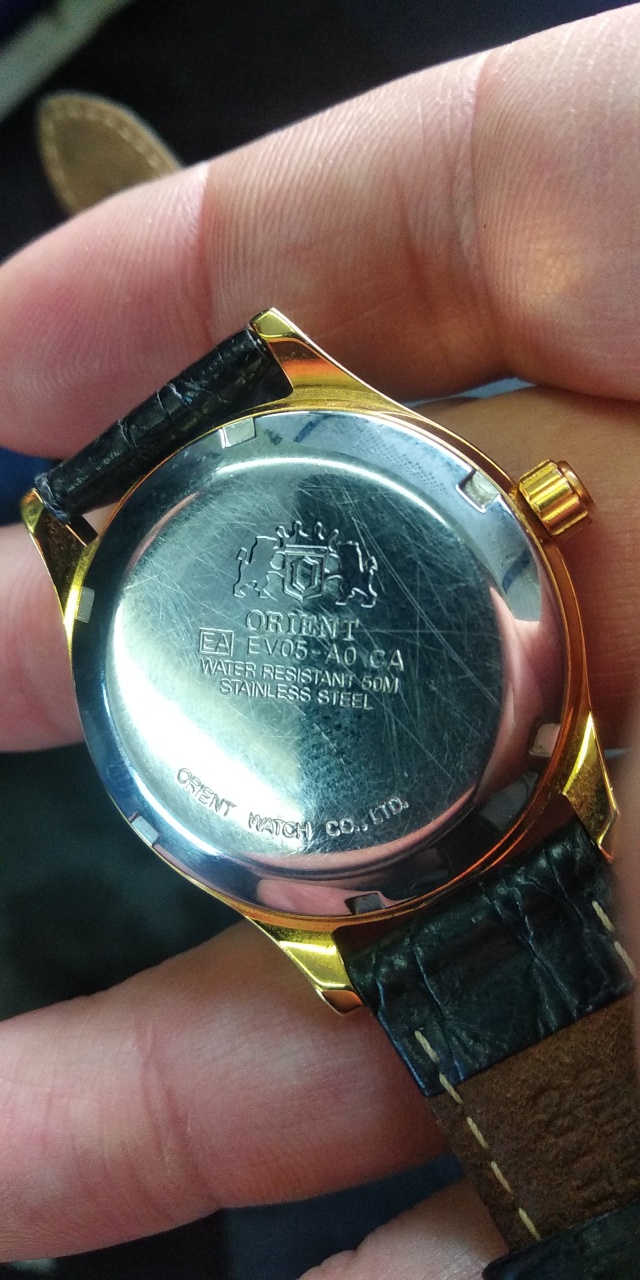 ORIENT
EA EV05-A0 CA
WATER RESISTANT 50M
STAINLESS STEEL
ORIENT WATCH CO., LTD.